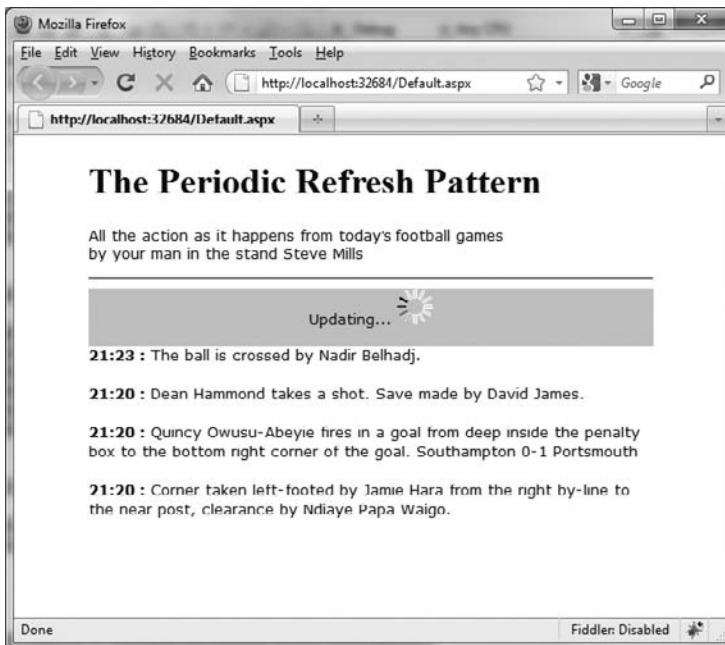 Mozilla Firefox
File Edit View History Bookmarks Tools Help
http://localhost:32684/Default.aspx
Google
http://localhost:32684/Default.aspx
The Periodic Refresh Pattern
All the action as it happens from today's football games
by your man in the stand Steve Mills
Updating...
21:23 : The ball is crossed by Nadir Belhadj.
21:20 : Dean Hammond takes a shot. Save made by David James.
21:20 : Quincy Owusu-Abeyie fires in a goal from deep inside the penalty
box to the bottom right corner of the goal. Southampton 0-1 Portsmouth
21:20 : Corner taken left-footed by Jamie Hara from the right by-line to
the near post, clearance by Ndiaye Papa Waigo.
Done
Fiddler: Disabled